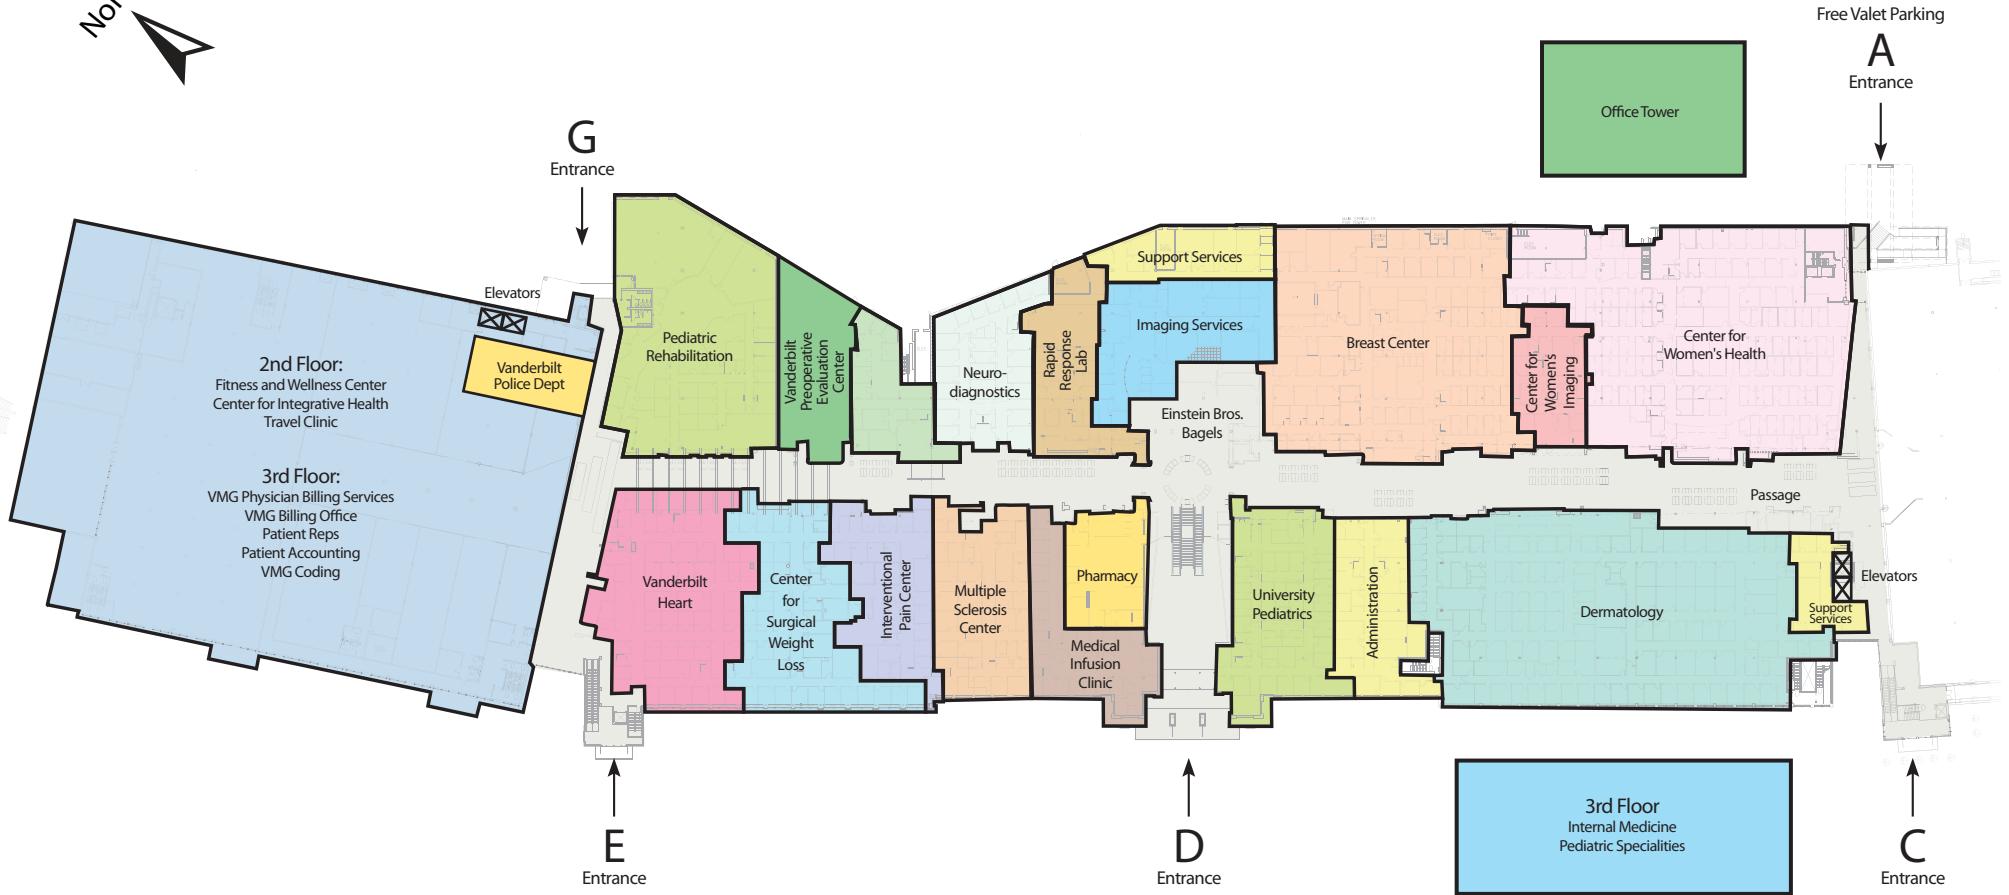 Nor
Free Valet Parking
A
Entrance
Office Tower
G
Entrance
Elevators
2nd Floor:
Fitness and Wellness Center
Center for Integrative Health
Travel Clinic
Vanderbilt
Police Dept
3rd Floor:
VMG Physician Billing Services
VMG Billing Office
Patient Reps
Patient Accounting
VMG Coding
Pediatric
Rehabilitation
Vanderbilt
Preoperative
Evaluation
Center
Neuro-
diagnostics
Rapid
Response
Lab
Support Services
Imaging Services
Einstein Bros.
Bagels
Breast Center
Center for
Women's
Imaging
Center for
Women's Health
Passage
Vanderbilt
Heart
Center
for
Surgical
Weight
Loss
Interventional
Pain Center
Multiple
Sclerosis
Center
Pharmacy
Medical
Infusion
Clinic
University
Pediatrics
Administration
Dermatology
Elevators
Support
Services
E
Entrance
D
Entrance
3rd Floor
Internal Medicine
Pediatric Specialities
C
Entrance